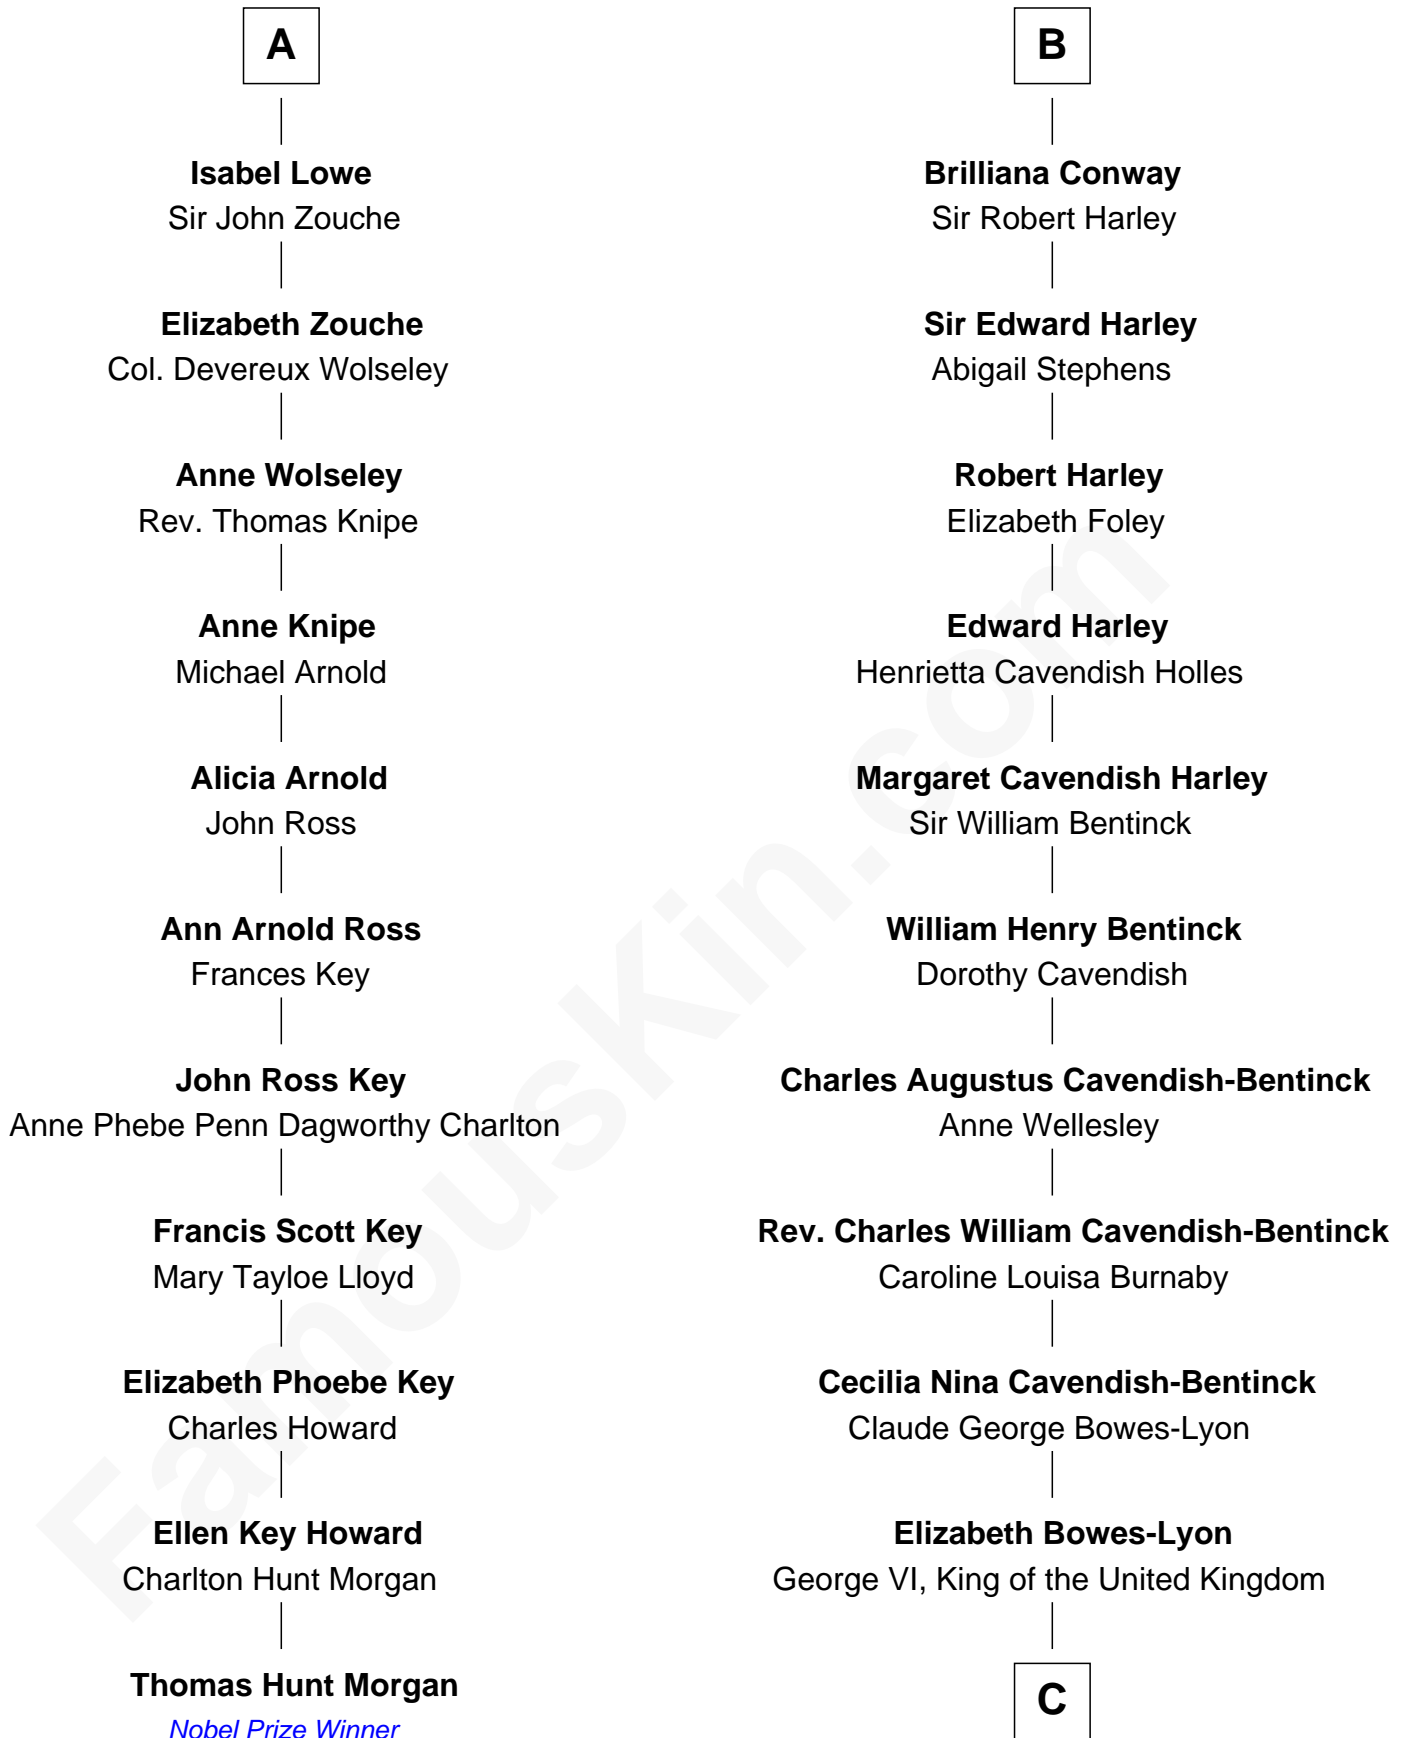 A
Isabel Lowe
Sir John Zouche
Elizabeth Zouche
Col. Devereux Wolseley
Anne Wolseley
Rev. Thomas Knipe
Anne Knipe
Michael Arnold
Alicia Arnold
John Ross
Ann Arnold Ross
Frances Key
John Ross Key
Anne Phebe Penn Dagworthy Charlton
Francis Scott Key
Mary Tayloe Lloyd
Elizabeth Phoebe Key
Charles Howard
Ellen Key Howard
Charlton Hunt Morgan
Thomas Hunt Morgan
Nobel Prize Winner
B
Brilliana Conway
Sir Robert Harley
Sir Edward Harley
Abigail Stephens
Robert Harley
Elizabeth Foley
Edward Harley
Henrietta Cavendish Holles
Margaret Cavendish Harley
Sir William Bentinck
William Henry Bentinck
Dorothy Cavendish
Charles Augustus Cavendish-Bentinck
Anne Wellesley
Rev. Charles William Cavendish-Bentinck
Caroline Louisa Burnaby
Cecilia Nina Cavendish-Bentinck
Claude George Bowes-Lyon
Elizabeth Bowes-Lyon
George VI, King of the United Kingdom
C
FamousKin.com